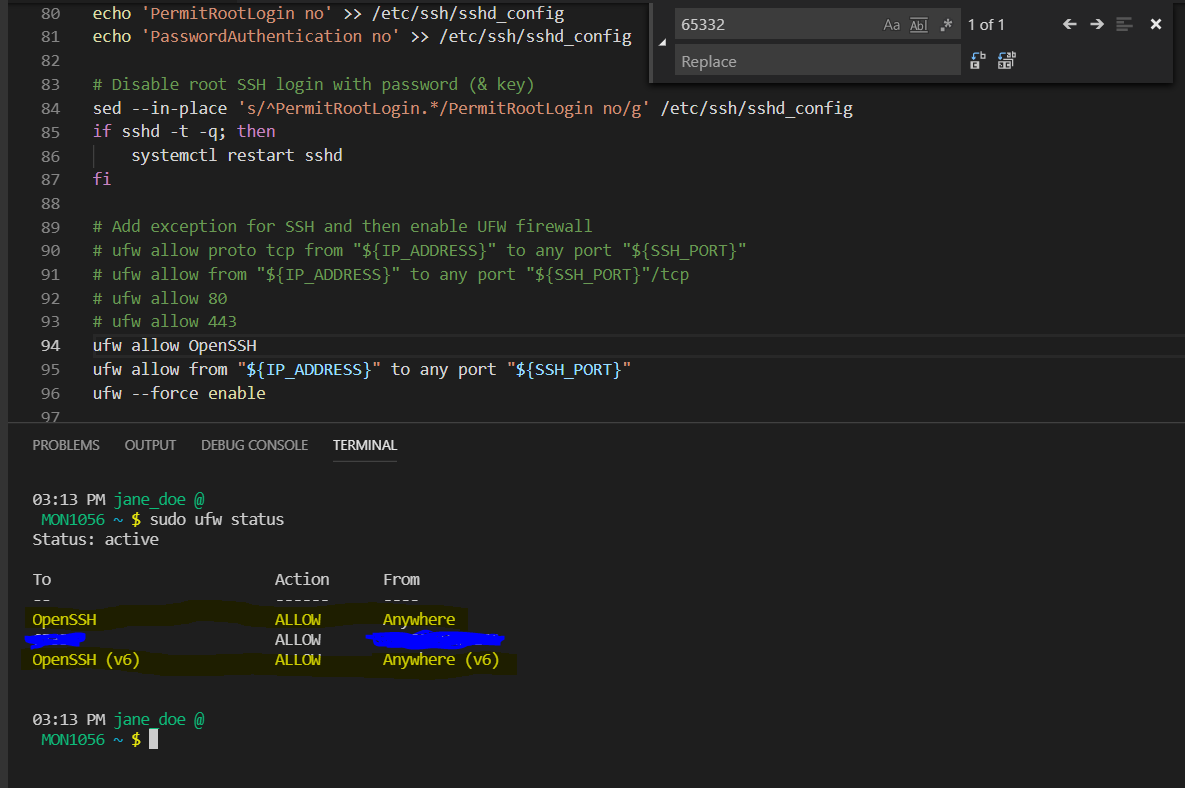 80 echo 'PermitRootLogin no' >> /etc/ssh/sshd_config
81 echo 'PasswordAuthentication no' >> /etc/ssh/sshd_config
82
83 # Disable root SSH login with password (& key)
84 sed --in-place 's/^PermitRootLogin.*/PermitRootLogin no/g' /etc/ssh/sshd_config
85 if sshd -t -q; then
86     systemctl restart sshd
87 fi
88
89 # Add exception for SSH and then enable UFW firewall
90 # ufw allow proto tcp from "${IP_ADDRESS}" to any port "${SSH_PORT}"
91 # ufw allow from "${IP_ADDRESS}" to any port "${SSH_PORT}"/tcp
92 # ufw allow 80
93 # ufw allow 443
94 ufw allow OpenSSH
95 ufw allow from "${IP_ADDRESS}" to any port "${SSH_PORT}"
96 ufw --force enable
97
65332 Aa Abl .* 1 of 1
Replace
PROBLEMS OUTPUT DEBUG CONSOLE TERMINAL
03:13 PM jane_doe @
MON1056 ~ $ sudo ufw status
Status: active
To Action From
-- ------ ----
OpenSSH ALLOW Anywhere
ALLOW
OpenSSH (v6) ALLOW Anywhere (v6)
03:13 PM jane_doe @
MON1056 ~ $